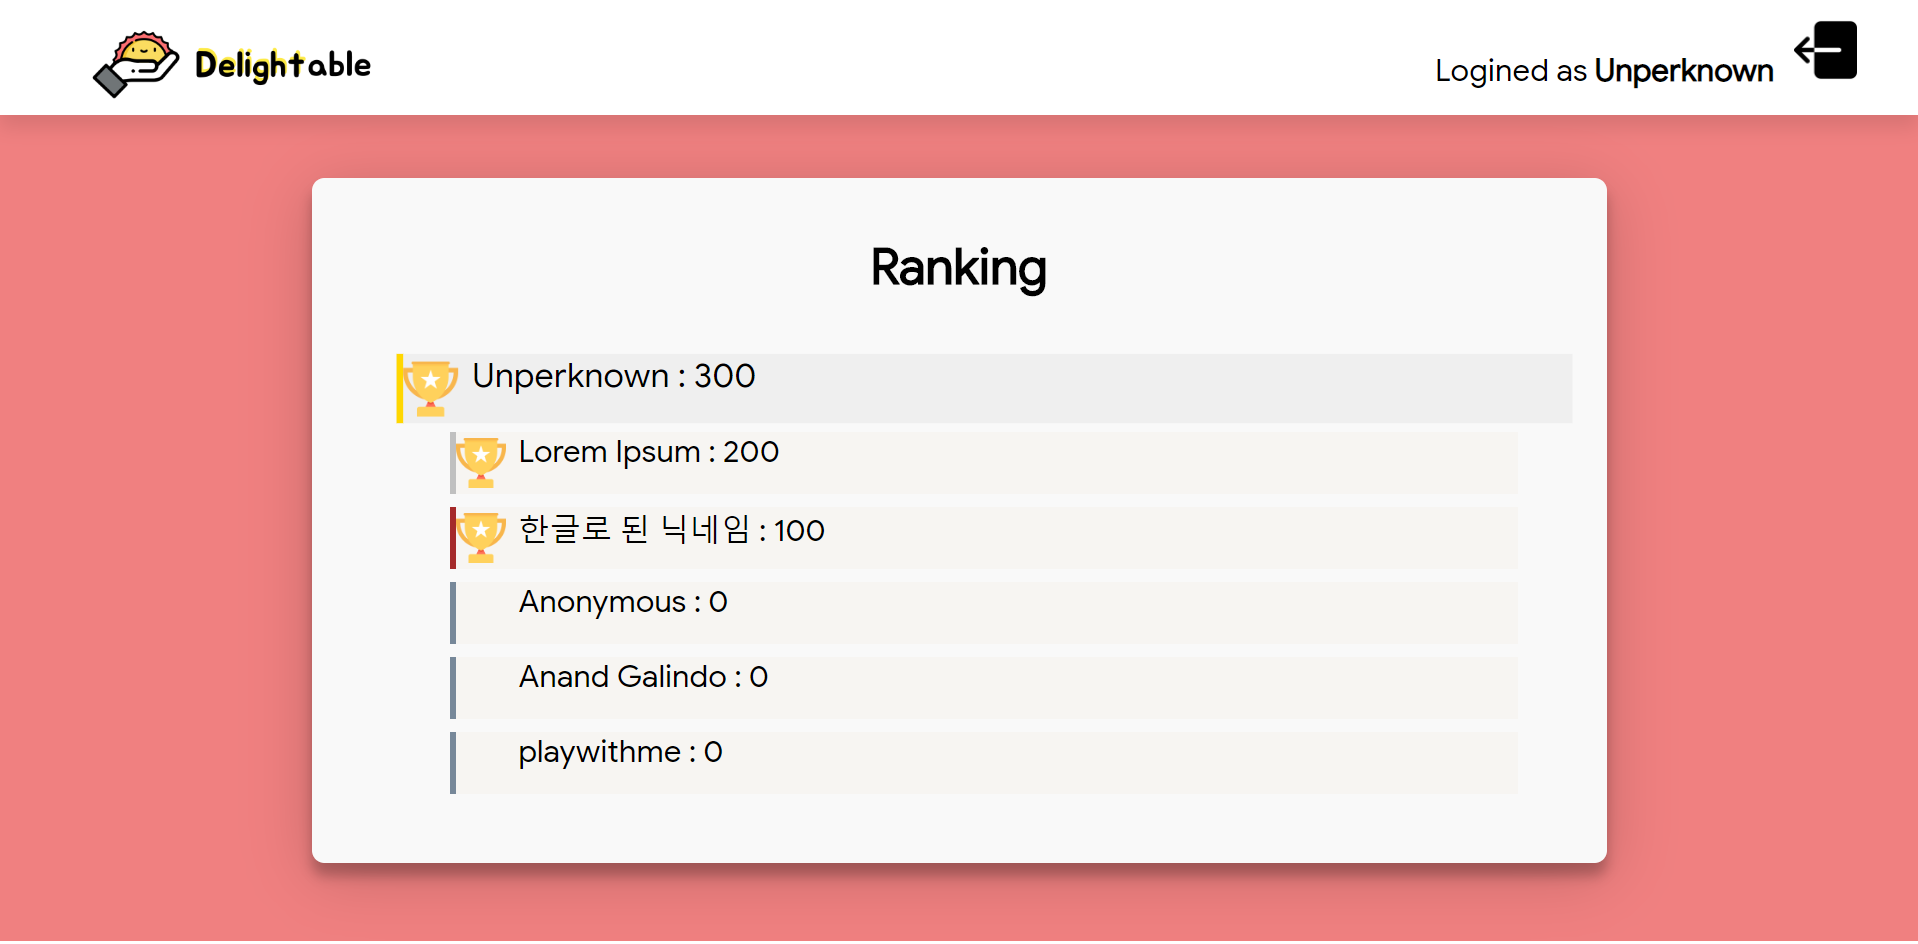 Delightable
Logined as Unperknown
Ranking
Unperknown : 300
Lorem Ipsum : 200
한글로 된 닉네임 : 100
Anonymous : 0
Anand Galindo : 0
playwithme : 0